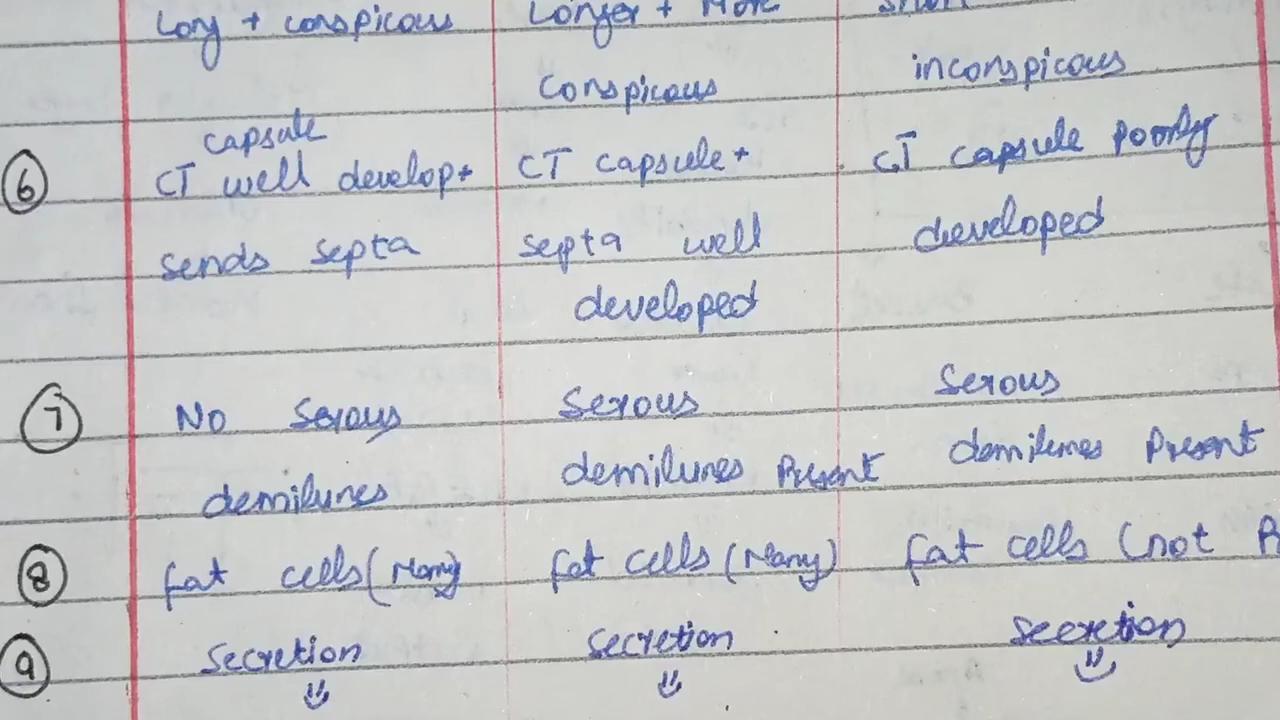 Long + conspicous
Longer + More
Conspicous
inconspicous
6
capsule
CT well develop+
sends septa
CT capsule +
septa well
developed
CT capsule Poorly
developed
7
No Serous
demilunes
Serous
demilunes Present
Serous
demilunes Present
8
fat cells (Many)
fat cells (Many)
fat cells (not
9
Secretion
Secretion
Secretion